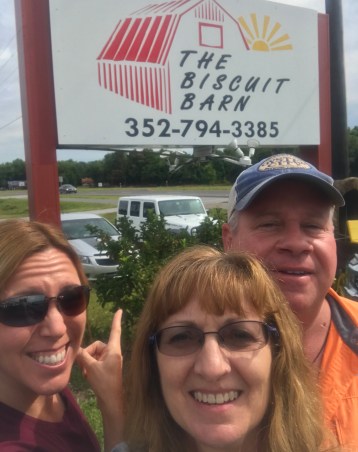 THE
BISCUIT
BARN
352-794-3385